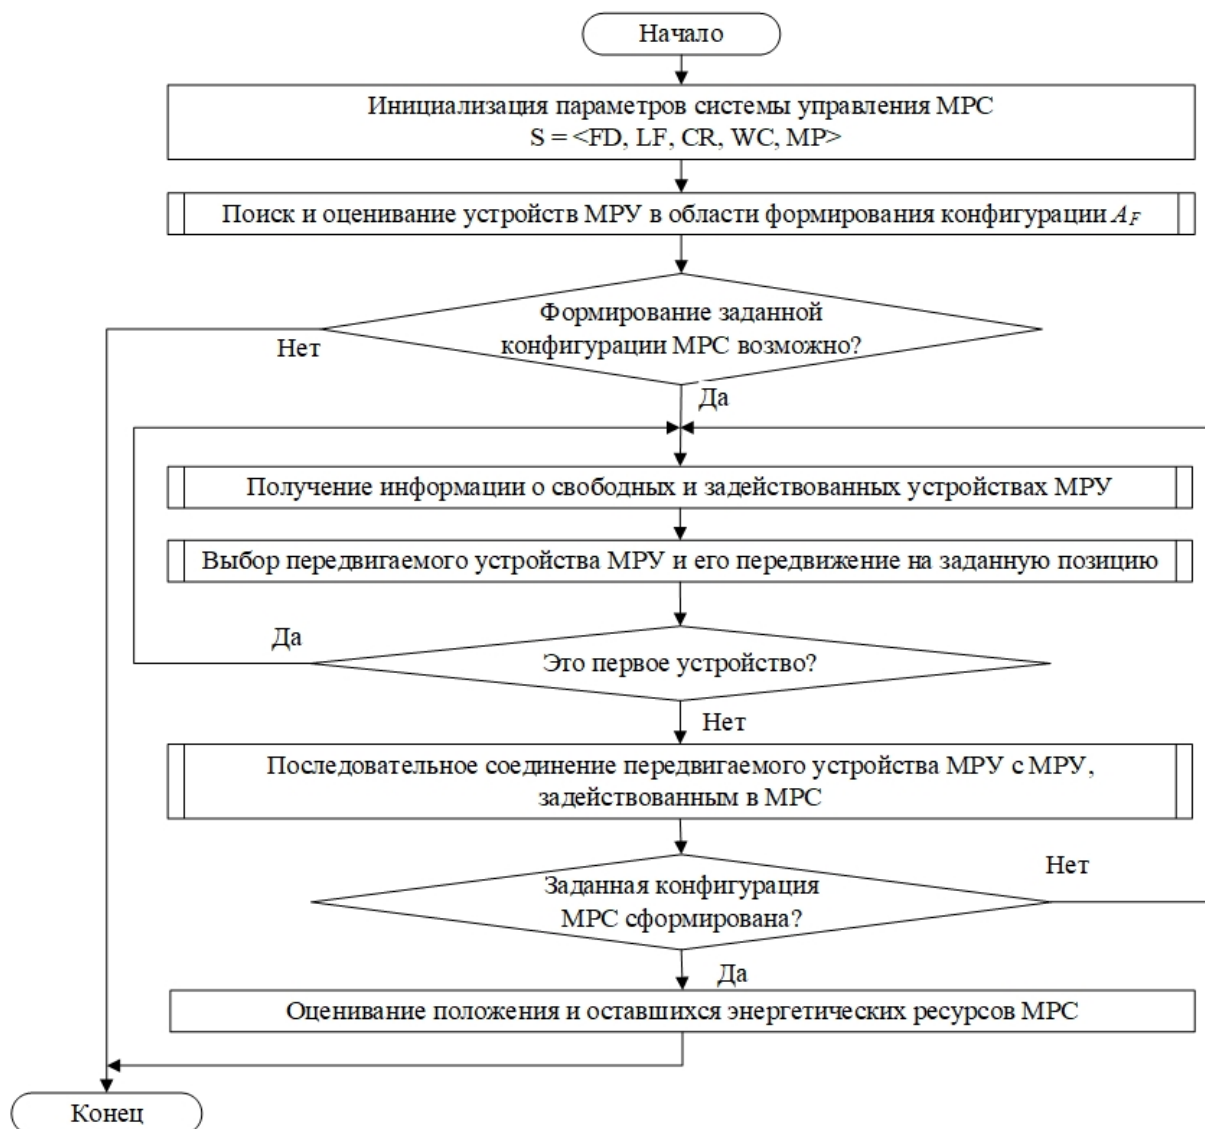 Начало
Инициализация параметров системы управления МРС
S = <FD, LF, CR, WC, MP>
Поиск и оценивание устройств МРУ в области формирования конфигурации A_F
Формирование заданной
конфигурации МРС возможно?
Нет
Да
Получение информации о свободных и задействованных устройствах МРУ
Выбор передвигаемого устройства МРУ и его передвижение на заданную позицию
Да
Это первое устройство?
Нет
Последовательное соединение передвигаемого устройства МРУ с МРУ,
задействованным в МРС
Нет
Заданная конфигурация
МРС сформирована?
Да
Оценивание положения и оставшихся энергетических ресурсов МРС
Конец